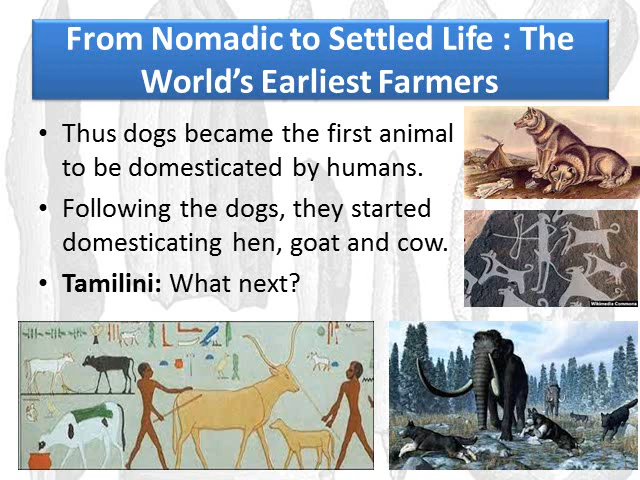 From Nomadic to Settled Life : The
World’s Earliest Farmers
• Thus dogs became the first animal
to be domesticated by humans.
• Following the dogs, they started
domesticating hen, goat and cow.
• Tamilini: What next?
Wikimedia Commons